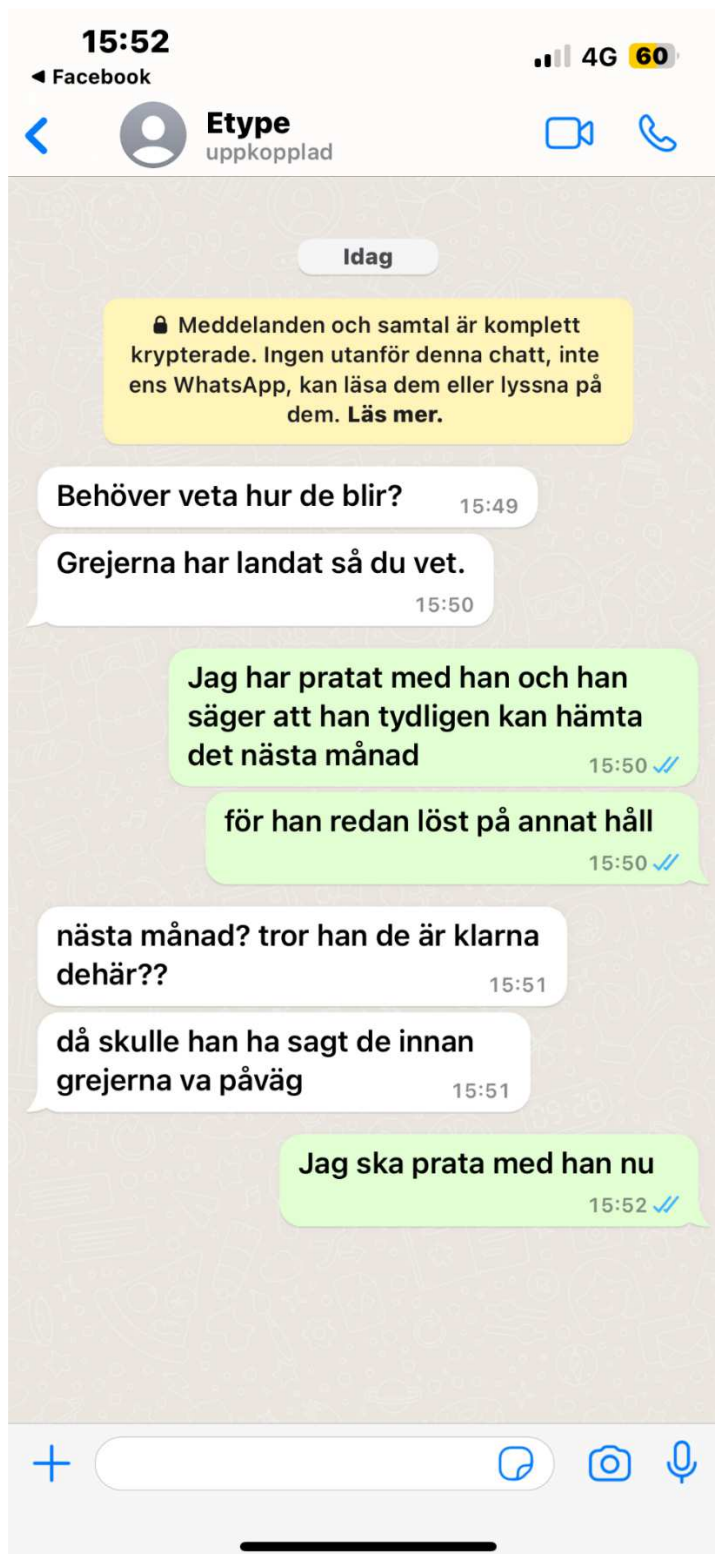 15:52
4G 60
◀ Facebook
Etype
uppkopplad
Idag
Meddelanden och samtal är komplett
krypterade. Ingen utanför denna chatt, inte
ens WhatsApp, kan läsa dem eller lyssna på
dem. Läs mer.
Behöver veta hur de blir?
15:49
Grejerna har landat så du vet.
15:50
Jag har pratat med han och han
säger att han tydligen kan hämta
det nästa månad
15:50
för han redan löst på annat håll
15:50
nästa månad? tror han de är klarna
dehär??
15:51
då skulle han ha sagt de innan
grejerna va påväg
15:51
Jag ska prata med han nu
15:52